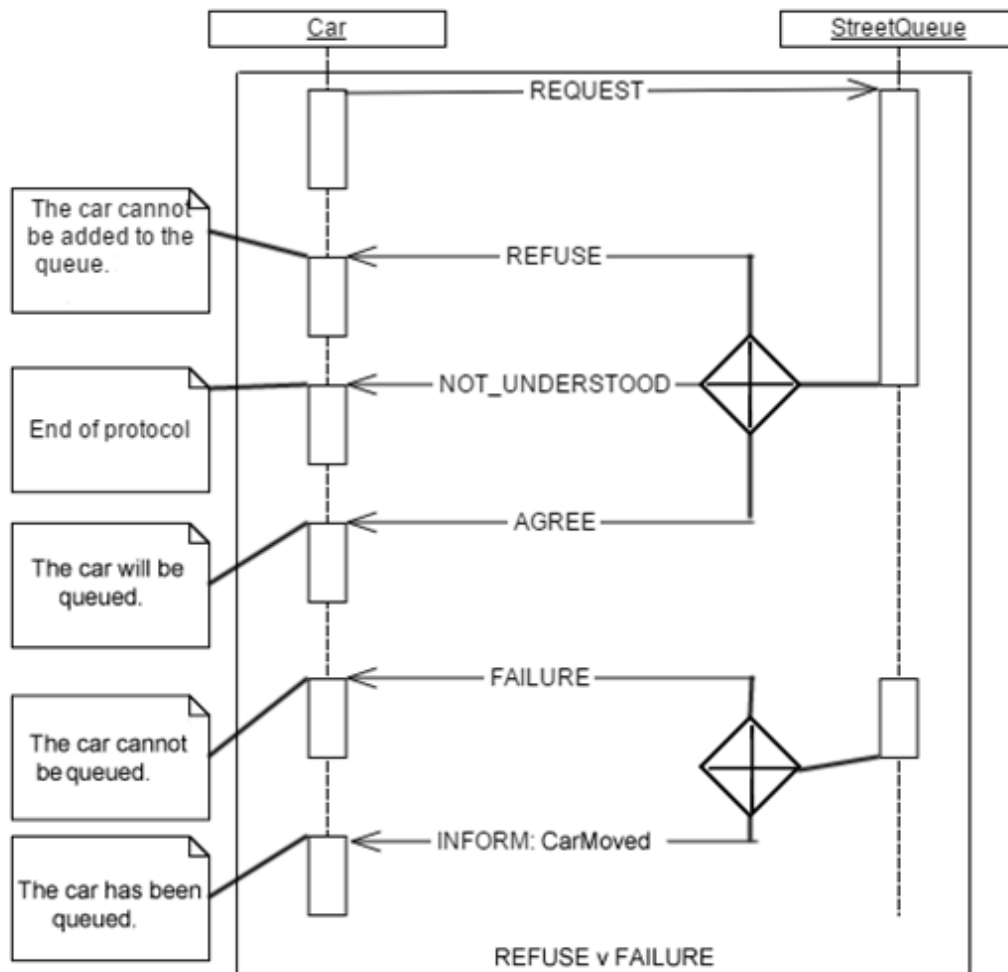 Car
StreetQueue
REQUEST
The car cannot
be added to the
queue.
REFUSE
NOT_UNDERSTOOD
End of protocol
AGREE
The car will be
queued.
FAILURE
The car cannot
be queued.
INFORM: CarMoved
The car has been
queued.
REFUSE v FAILURE